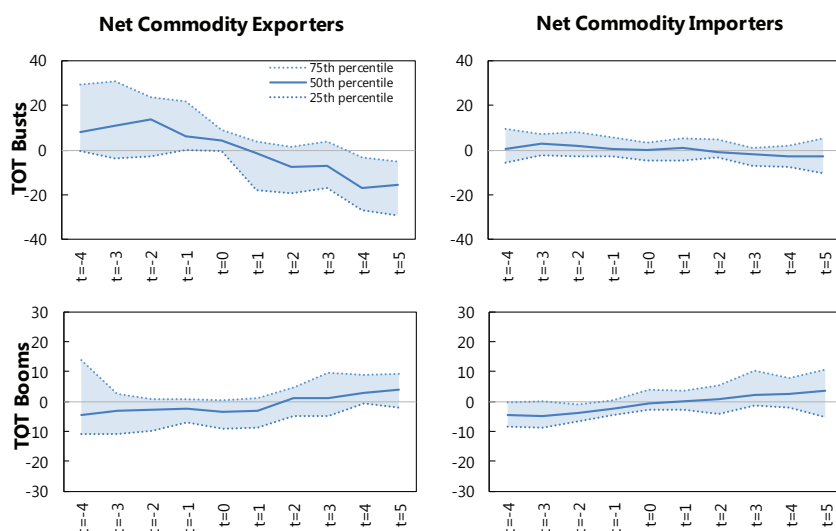 Net Commodity Exporters
Net Commodity Importers
TOT Busts
40
20
0
-20
-40
75th percentile
50th percentile
25th percentile
t=-4
t=-3
t=-2
t=-1
t=0
t=1
t=2
t=3
t=4
t=5
40
20
0
-20
-40
t=-4
t=-3
t=-2
t=-1
t=0
t=1
t=2
t=3
t=4
t=5
TOT Booms
30
20
10
0
-10
-20
-30
t=-4
t=-3
t=-2
t=-1
t=0
t=1
t=2
t=3
t=4
t=5
30
20
10
0
-10
-20
-30
t=-4
t=-3
t=-2
t=-1
t=0
t=1
t=2
t=3
t=4
t=5